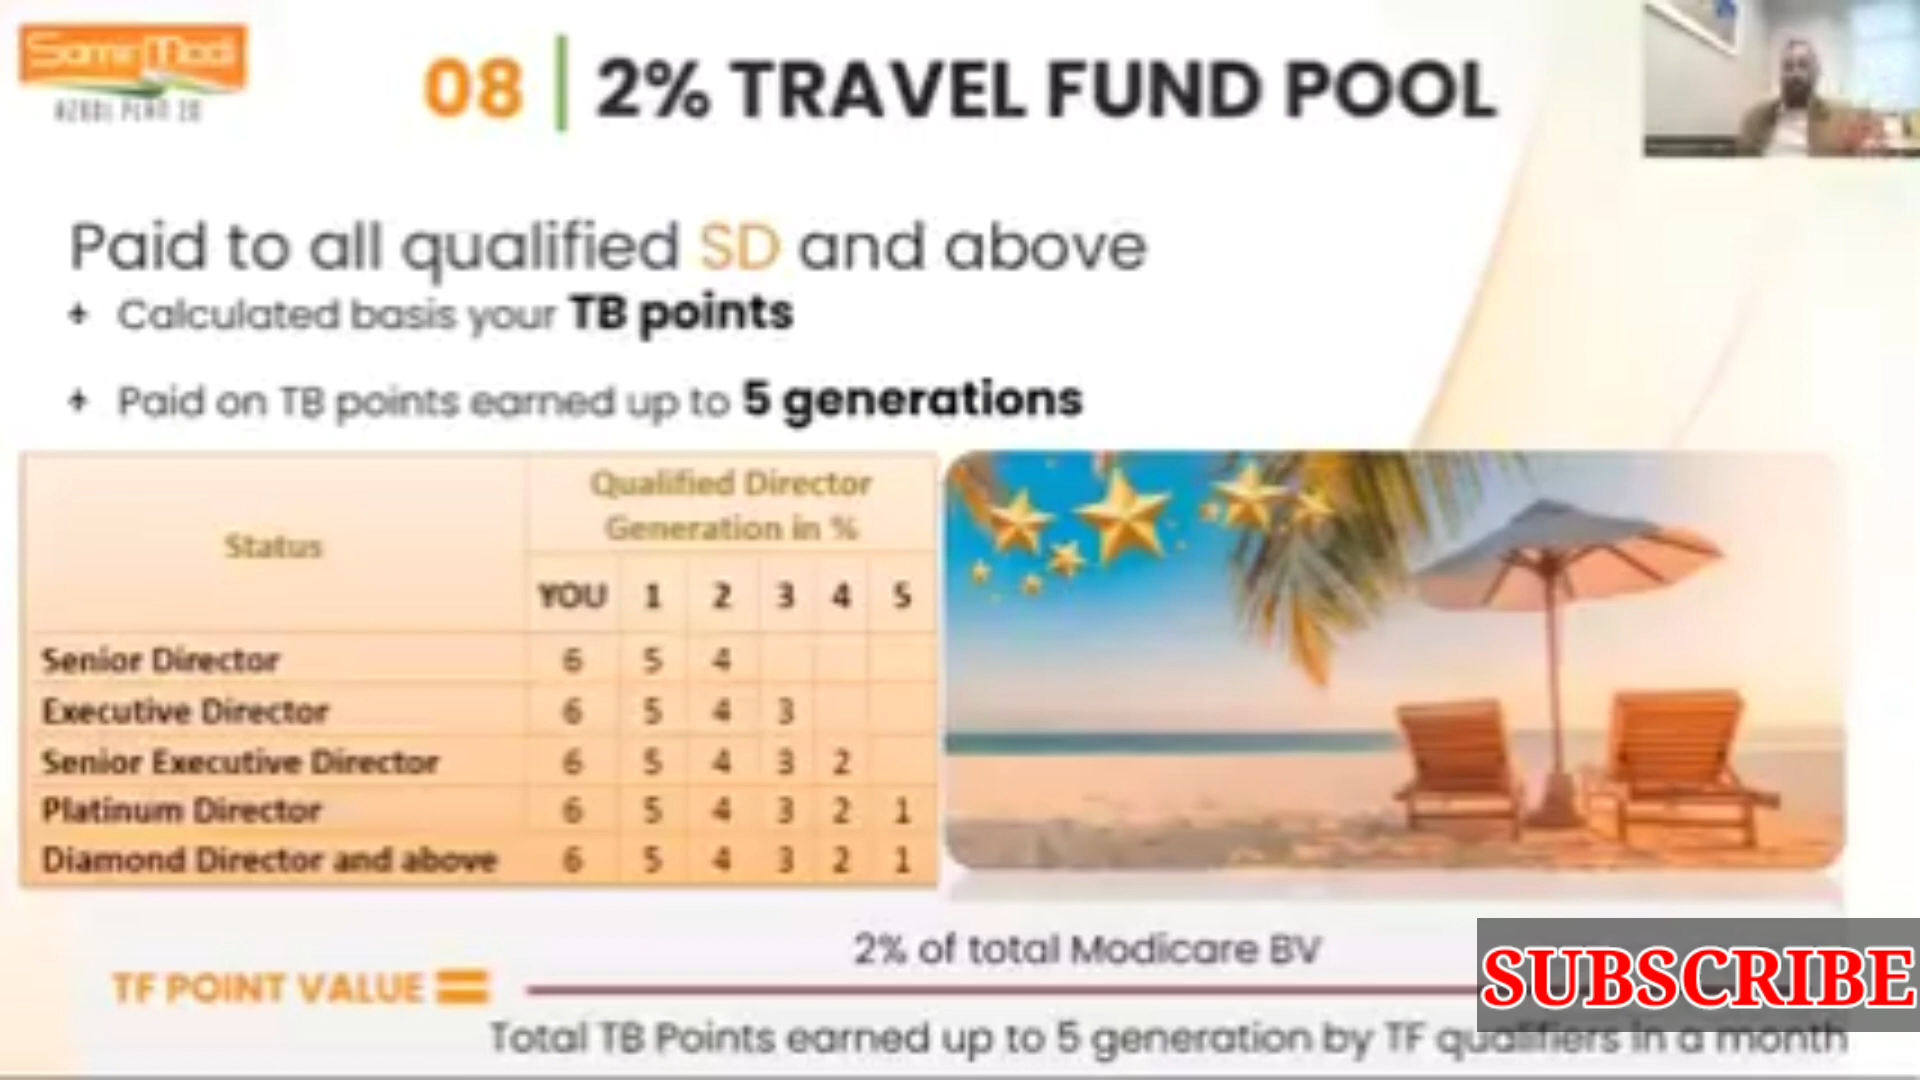 Samir Modi
AZADI PLAN 20
08 | 2% TRAVEL FUND POOL
Paid to all qualified SD and above
+ Calculated basis your TB points
+ Paid on TB points earned up to 5 generations
Status
Qualified Director
Generation in %
YOU 1 2 3 4 5
Senior Director 6 5 4
Executive Director 6 5 4 3
Senior Executive Director 6 5 4 3 2
Platinum Director 6 5 4 3 2 1
Diamond Director and above 6 5 4 3 2 1
2% of total Modicare BV
TF POINT VALUE =
SUBSCRIBE
Total TB Points earned up to 5 generation by TF qualifiers in a month